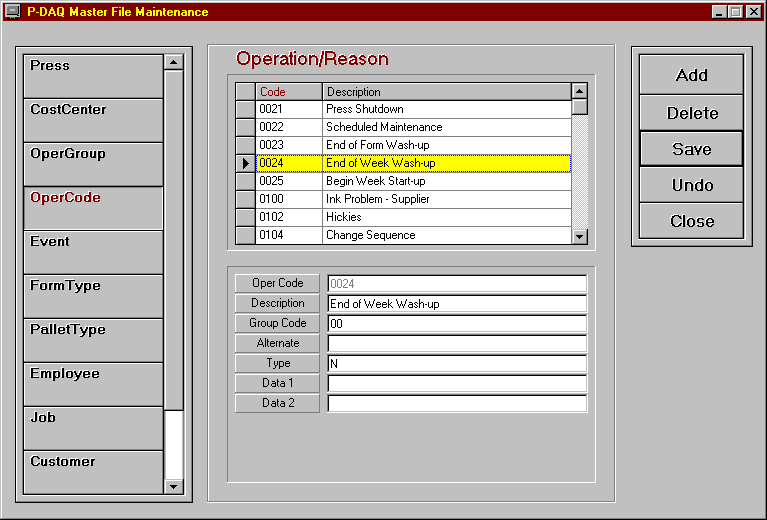 P-DAQ Master File Maintenance
Press
CostCenter
OperGroup
OperCode
Event
FormType
PalletType
Employee
Job
Customer
Operation/Reason
Code Description
0021 Press Shutdown
0022 Scheduled Maintenance
0023 End of Form Wash-up
0024 End of Week Wash-up
0025 Begin Week Start-up
0100 Ink Problem - Supplier
0102 Hickies
0104 Change Sequence
Oper Code 0024
Description End of Week Wash-up
Group Code 00
Alternate
Type N
Data 1
Data 2
Add
Delete
Save
Undo
Close